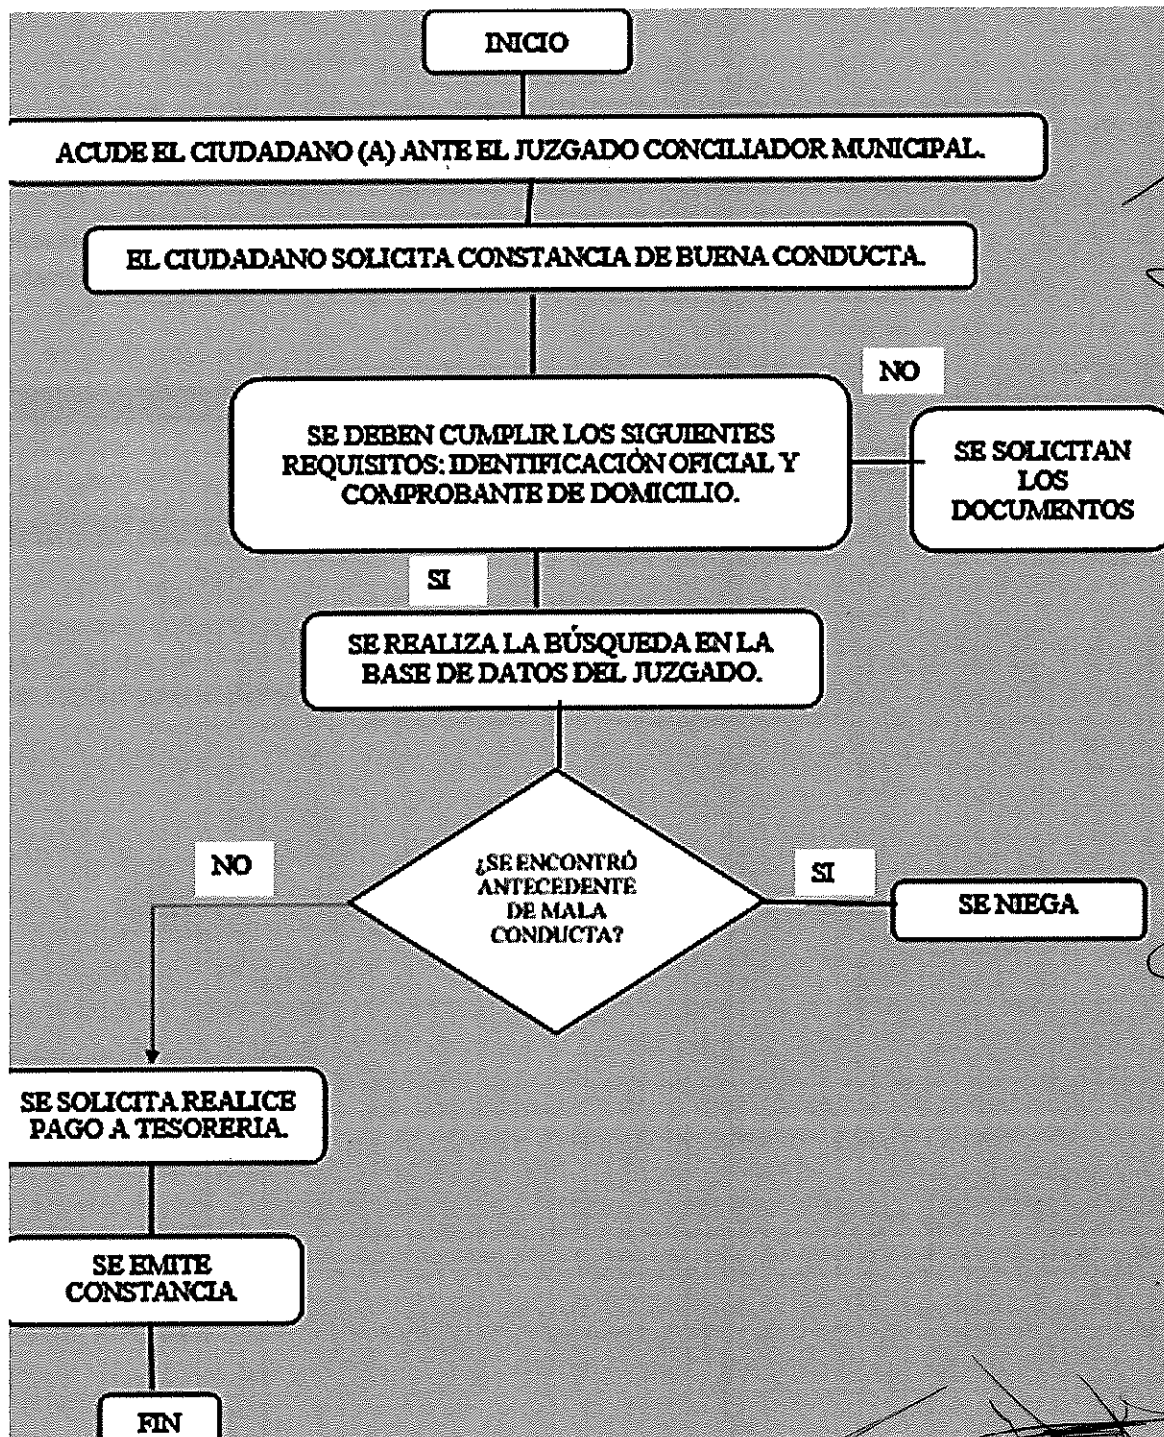 INICIO
ACUDE EL CIUDADANO (A) ANTE EL JUZGADO CONCILIADOR MUNICIPAL.
EL CIUDADANO SOLICITA CONSTANCIA DE BUENA CONDUCTA.
NO
SE DEBEN CUMPLIR LOS SIGUIENTES
REQUISITOS: IDENTIFICACIÓN OFICIAL Y
COMPROBANTE DE DOMICILIO.
SE SOLICITAN
LOS
DOCUMENTOS
SI
SE REALIZA LA BÚSQUEDA EN LA
BASE DE DATOS DEL JUZGADO.
NO
¿SE ENCONTRÓ
ANTECEDENTE
DE MALA
CONDUCTA?
SI
SE NIEGA
SE SOLICITA REALICE
PAGO A TESORERIA.
SE EMITE
CONSTANCIA
FIN